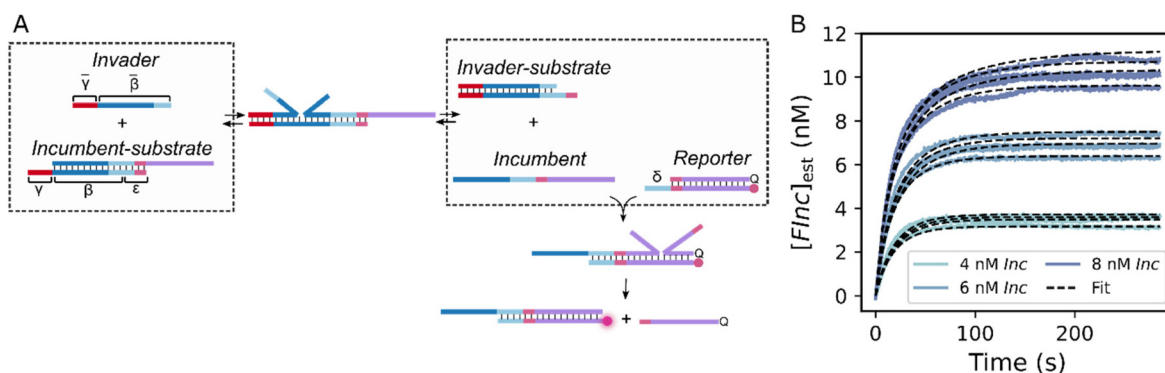 A
Invader
γ̄ β̄
+
Incumbent-substrate
γ β ε
Invader-substrate
+
Incumbent Reporter
δ Q
Q
+ Q
B
[FInc]est (nM)
12
10
8
6
4
2
0
4 nM Inc 8 nM Inc
6 nM Inc Fit
0 100 200
Time (s)